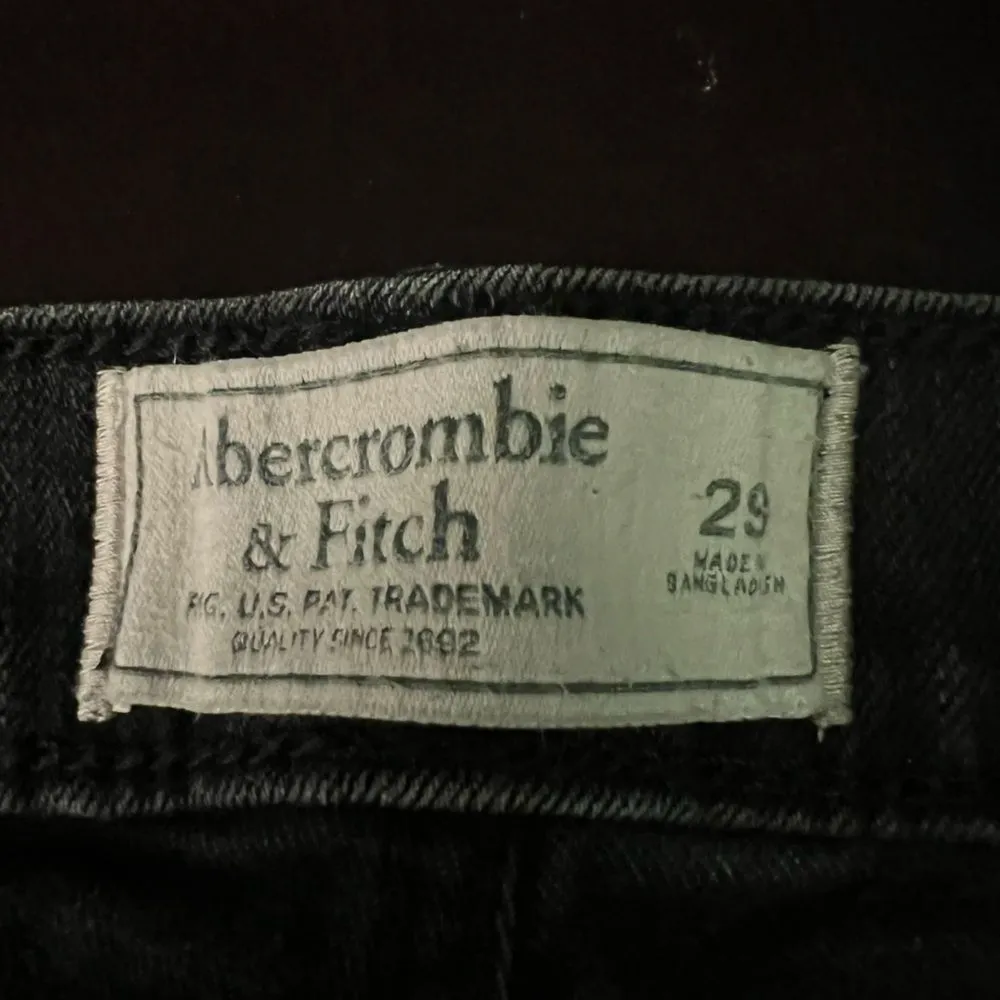 Abercrombie
& Fitch
REG. U.S. PAT. TRADEMARK
QUALITY SINCE 1892
29
MADE IN
BANGLADESH